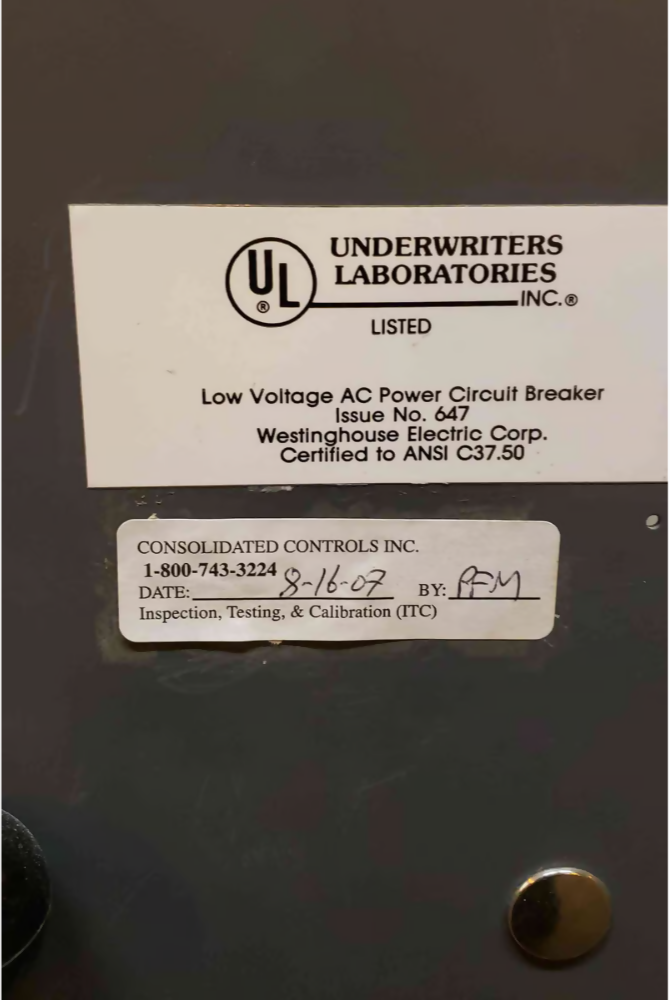 UL
®
UNDERWRITERS
LABORATORIES
INC.®
LISTED
Low Voltage AC Power Circuit Breaker
Issue No. 647
Westinghouse Electric Corp.
Certified to ANSI C37.50
CONSOLIDATED CONTROLS INC.
1-800-743-3224
DATE: 8-16-07 BY: PFM
Inspection, Testing, & Calibration (ITC)